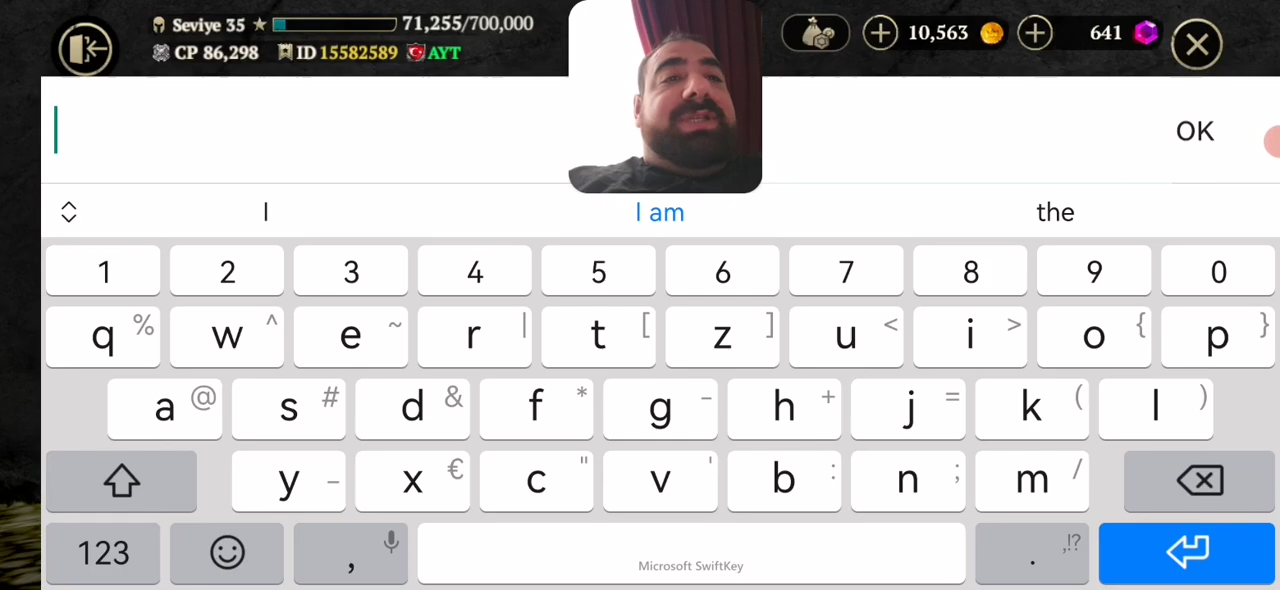 Seviye 35 71,255/700,000 10,563 641
CP 86,298 ID 15582589 AYT
OK
I I am the
1 2 3 4 5 6 7 8 9 0
q % w ^ e ~ r | t [ z ] u < i > o { p }
a @ s # d & f * g - h + j = k ( l )
y _ x € c " v ' b : n ; m /
123 , Microsoft SwiftKey . ,!?